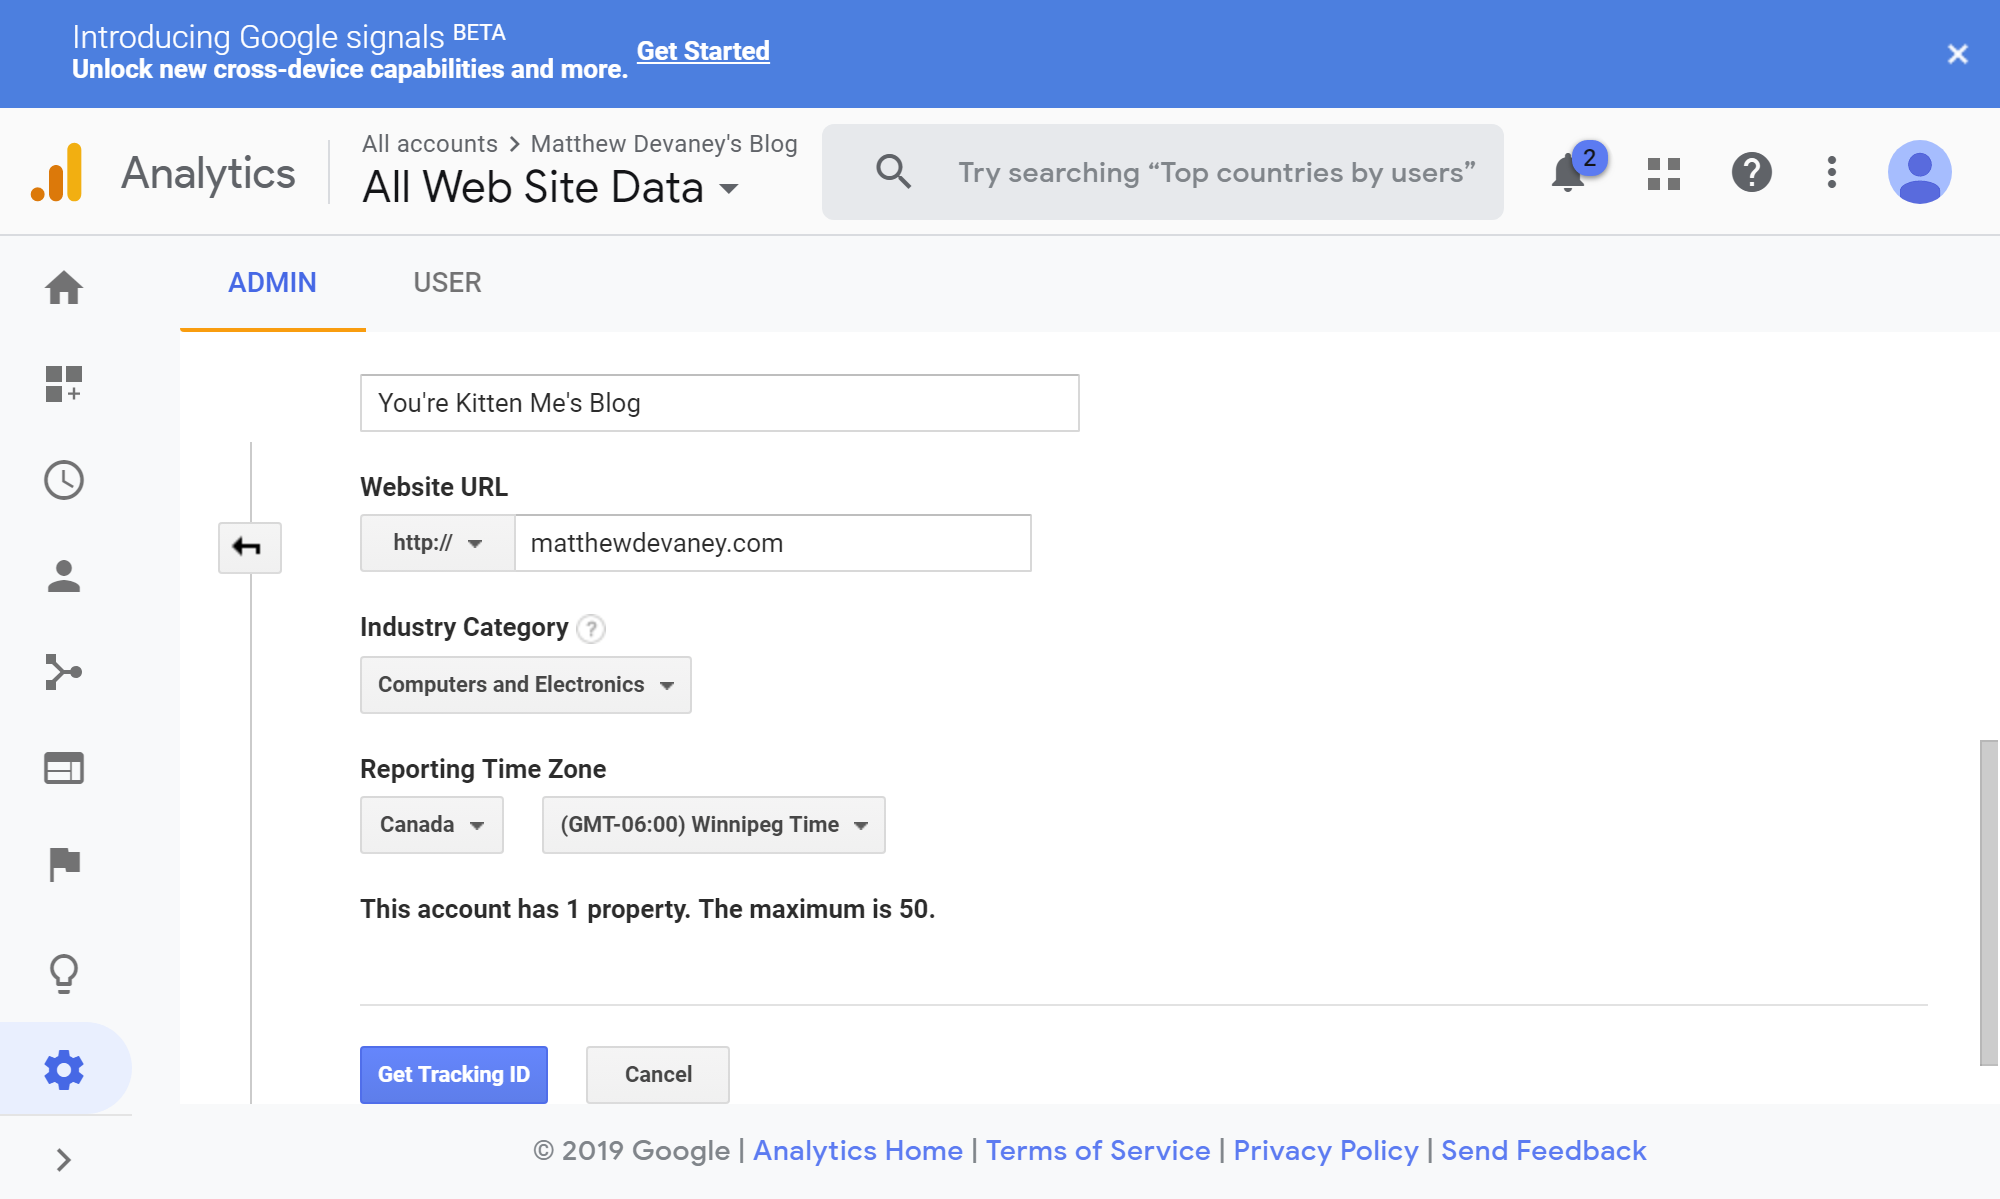 Introducing Google signals BETA
Unlock new cross-device capabilities and more.
Get Started
Analytics
All accounts > Matthew Devaney's Blog
All Web Site Data
Try searching “Top countries by users”
2
ADMIN
USER
You're Kitten Me's Blog
Website URL
http://
matthewdevaney.com
Industry Category ?
Computers and Electronics
Reporting Time Zone
Canada
(GMT-06:00) Winnipeg Time
This account has 1 property. The maximum is 50.
Get Tracking ID
Cancel
© 2019 Google | Analytics Home | Terms of Service | Privacy Policy | Send Feedback